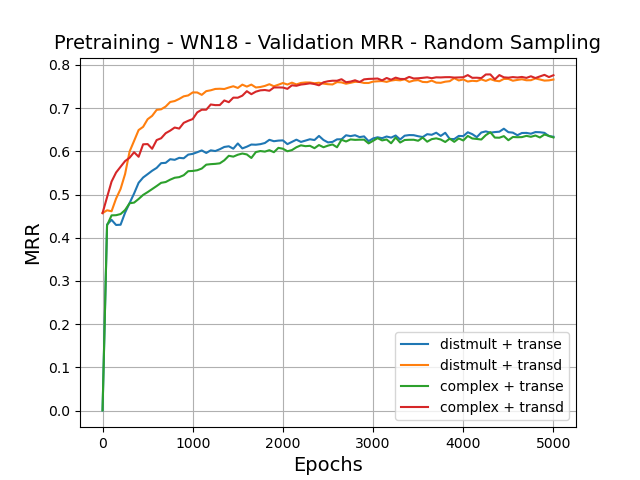 Pretraining - WN18 - Validation MRR - Random Sampling
MRR
0.8
0.7
0.6
0.5
0.4
0.3
0.2
0.1
0.0
distmult + transe
distmult + transd
complex + transe
complex + transd
0 1000 2000 3000 4000 5000
Epochs